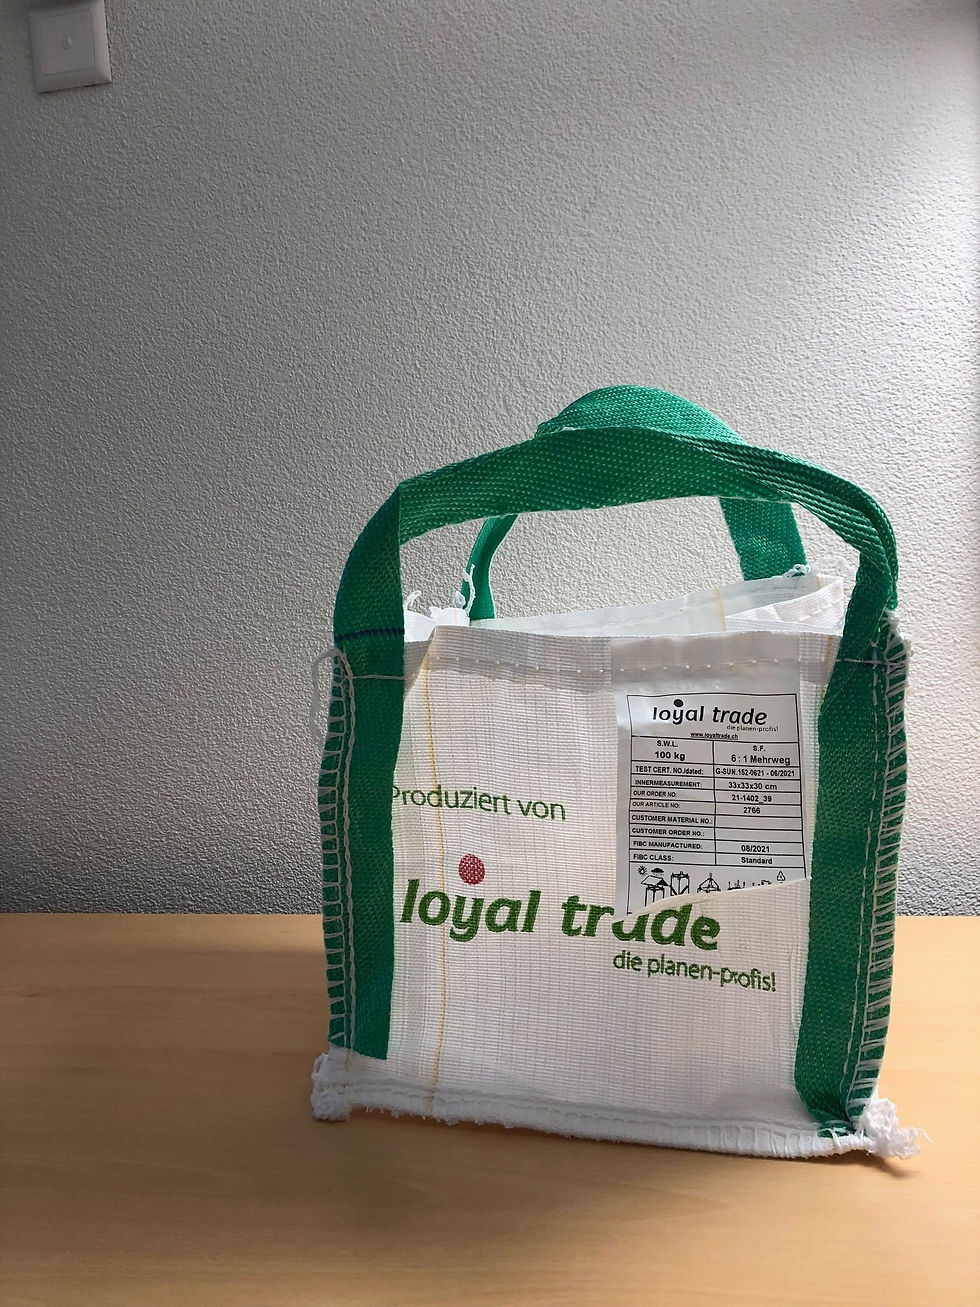 loyal trade
die planen-profis!
www.loyaltrade.ch
S.W.L. S.F.
100 kg 6 : 1 Mehrweg
TEST CERT. NO./dated: G-SUN.152-0621 - 06/2021
INNERMEASUREMENT: 33x33x30 cm
OUR ORDER NO: 21-1402_39
OUR ARTICLE NO: 2766
CUSTOMER MATERIAL NO.:
CUSTOMER ORDER NO.:
FIBC MANUFACTURED: 08/2021
FIBC CLASS: Standard
Produziert von
loyal trade
die planen-profis!